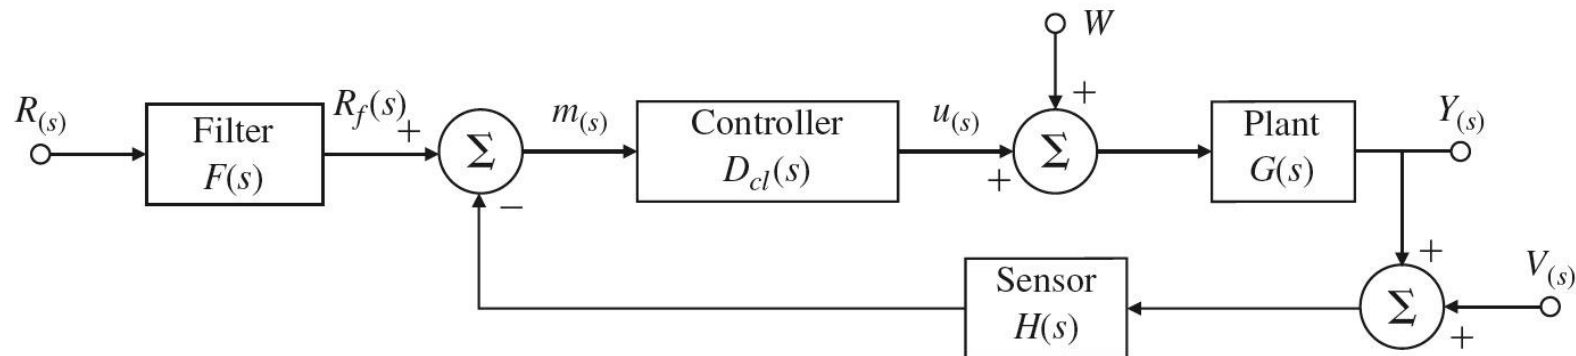 W
R(s)
Filter
F(s)
Rf(s)
+
Σ
−
m(s)
Controller
Dcl(s)
u(s)
+
+
Σ
Plant
G(s)
Y(s)
Sensor
H(s)
+
Σ
+
V(s)